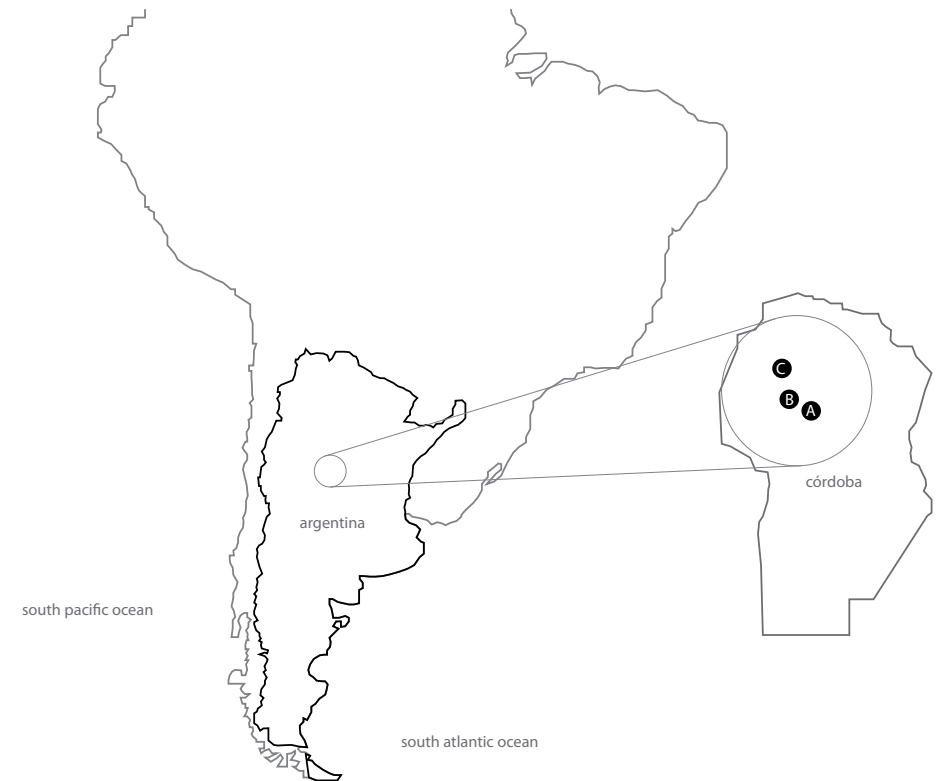 C
B
A
córdoba
argentina
south pacific ocean
south atlantic ocean